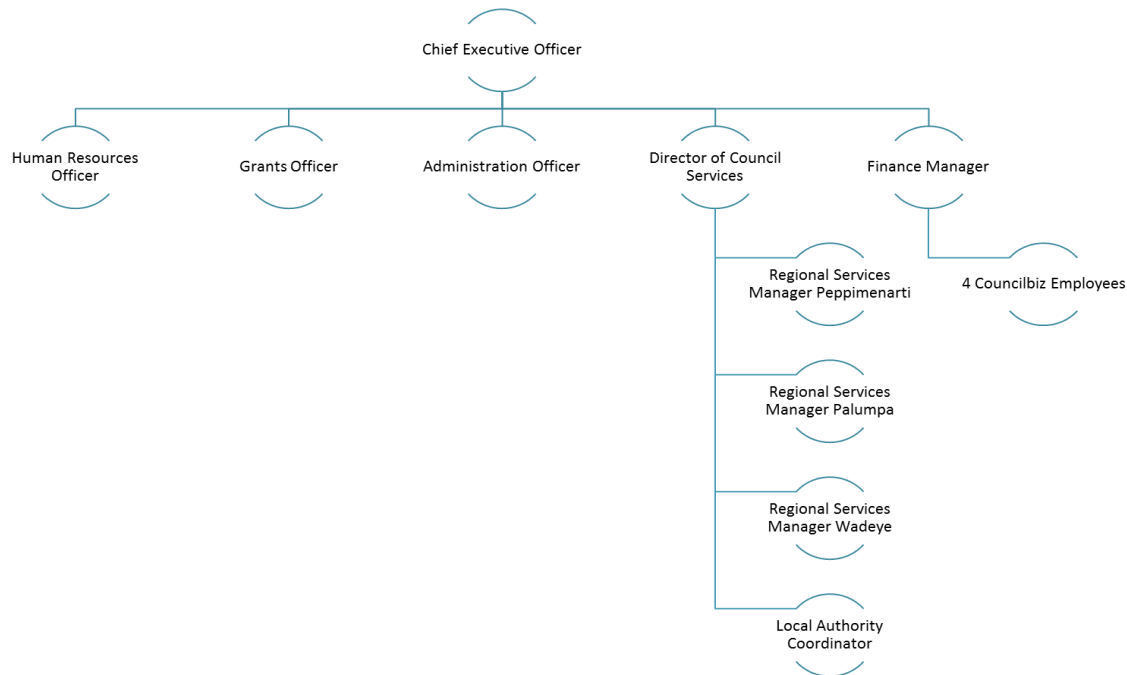 Chief Executive Officer
Human Resources
Officer
Grants Officer
Administration Officer
Director of Council
Services
Finance Manager
Regional Services
Manager Peppimenarti
4 Councilbiz Employees
Regional Services
Manager Palumpa
Regional Services
Manager Wadeye
Local Authority
Coordinator